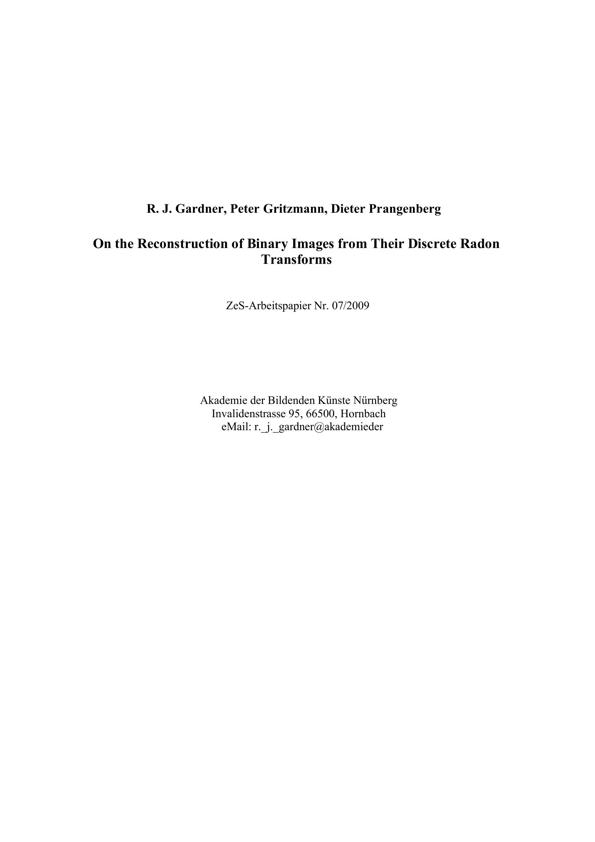 R. J. Gardner, Peter Gritzmann, Dieter Prangenberg
On the Reconstruction of Binary Images from Their Discrete Radon
Transforms
ZeS-Arbeitspapier Nr. 07/2009
Akademie der Bildenden Künste Nürnberg
Invalidenstrasse 95, 66500, Hornbach
eMail: r._j._gardner@akademieder